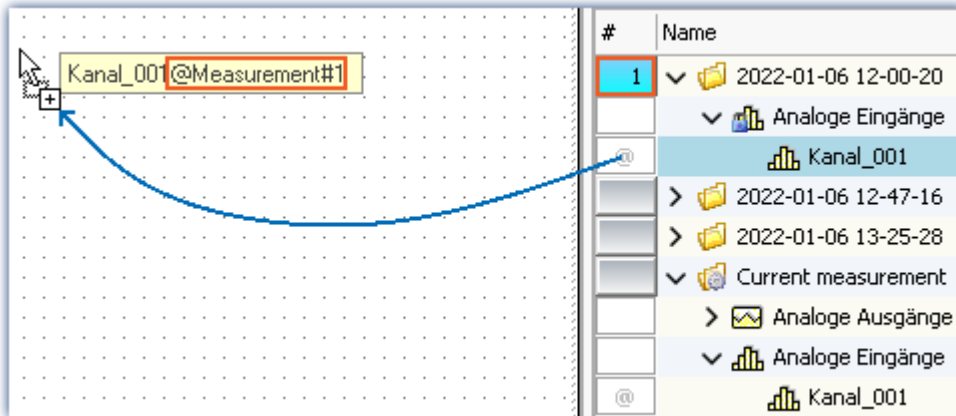 # Name
Kanal_001@Measurement#1
1 2022-01-06 12-00-20
Analoge Eingänge
@ Kanal_001
2022-01-06 12-47-16
2022-01-06 13-25-28
Current measurement
Analoge Ausgänge
Analoge Eingänge
@ Kanal_001